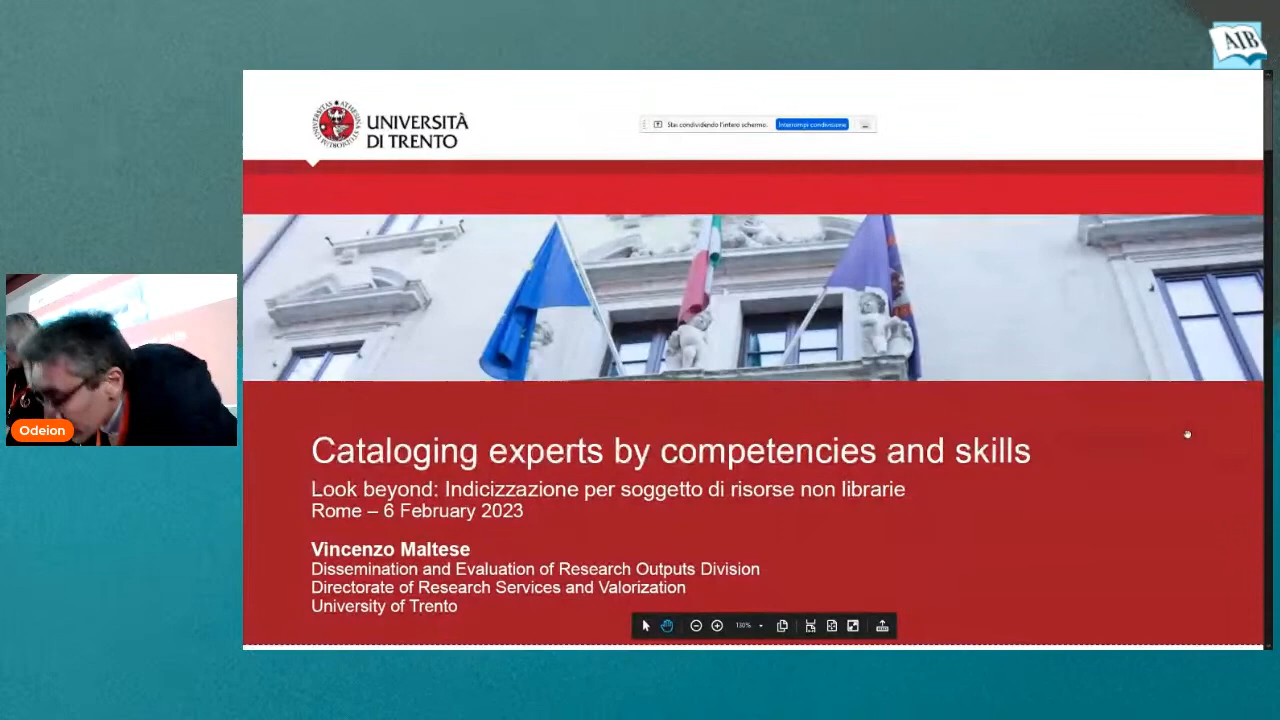 AIB
UNIVERSITÀ
DI TRENTO
Stai condividendo l'intero schermo.
Interrompi condivisione
Odeion
Cataloging experts by competencies and skills
Look beyond: Indicizzazione per soggetto di risorse non librarie
Rome – 6 February 2023
Vincenzo Maltese
Dissemination and Evaluation of Research Outputs Division
Directorate of Research Services and Valorization
University of Trento